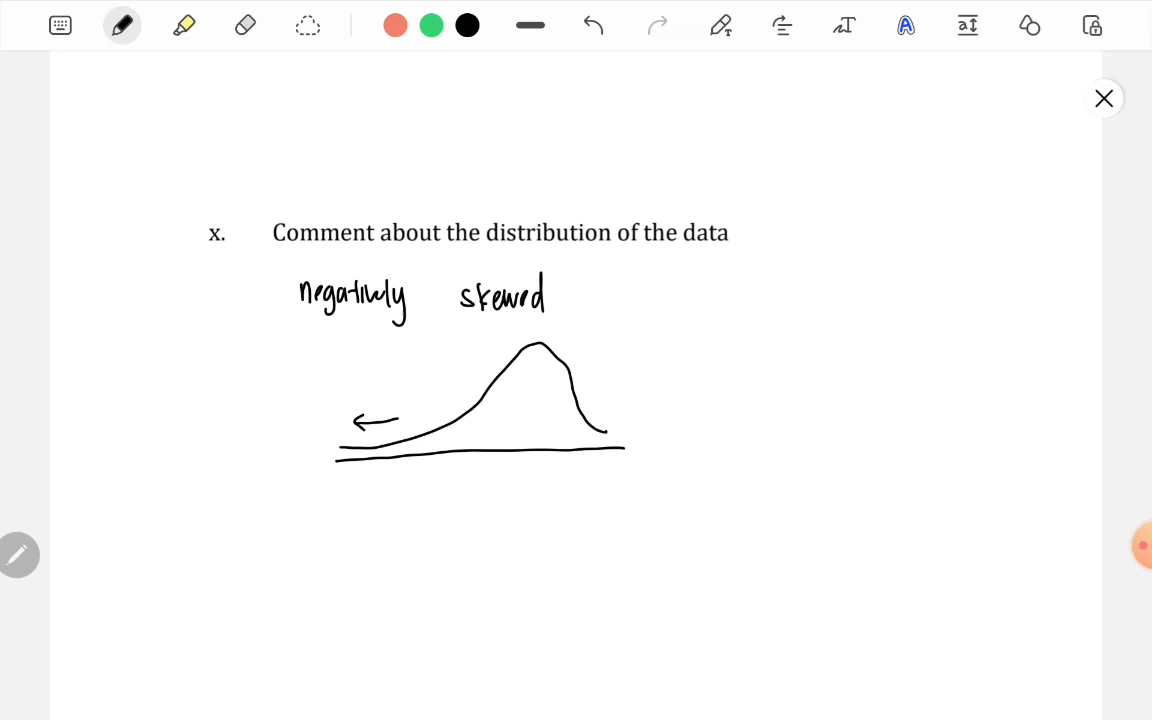 x. Comment about the distribution of the data
negatively skewed